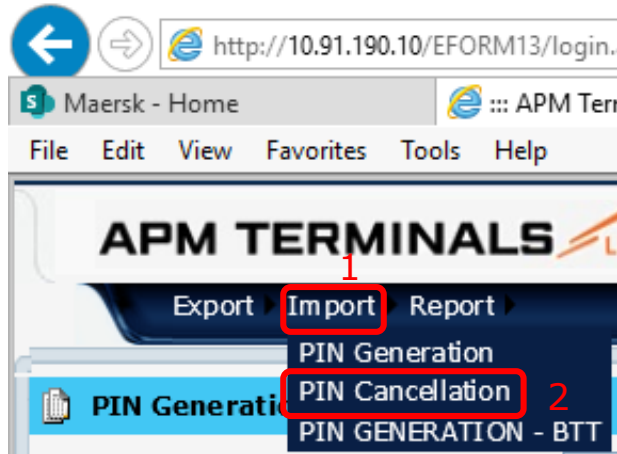 http://10.91.190.10/EFORM13/login.
Maersk - Home
::: APM Ter
File Edit View Favorites Tools Help
APM TERMINALS
1
Export Import Report
PIN Generation
PIN Cancellation 2
PIN Generati
PIN GENERATION - BTT